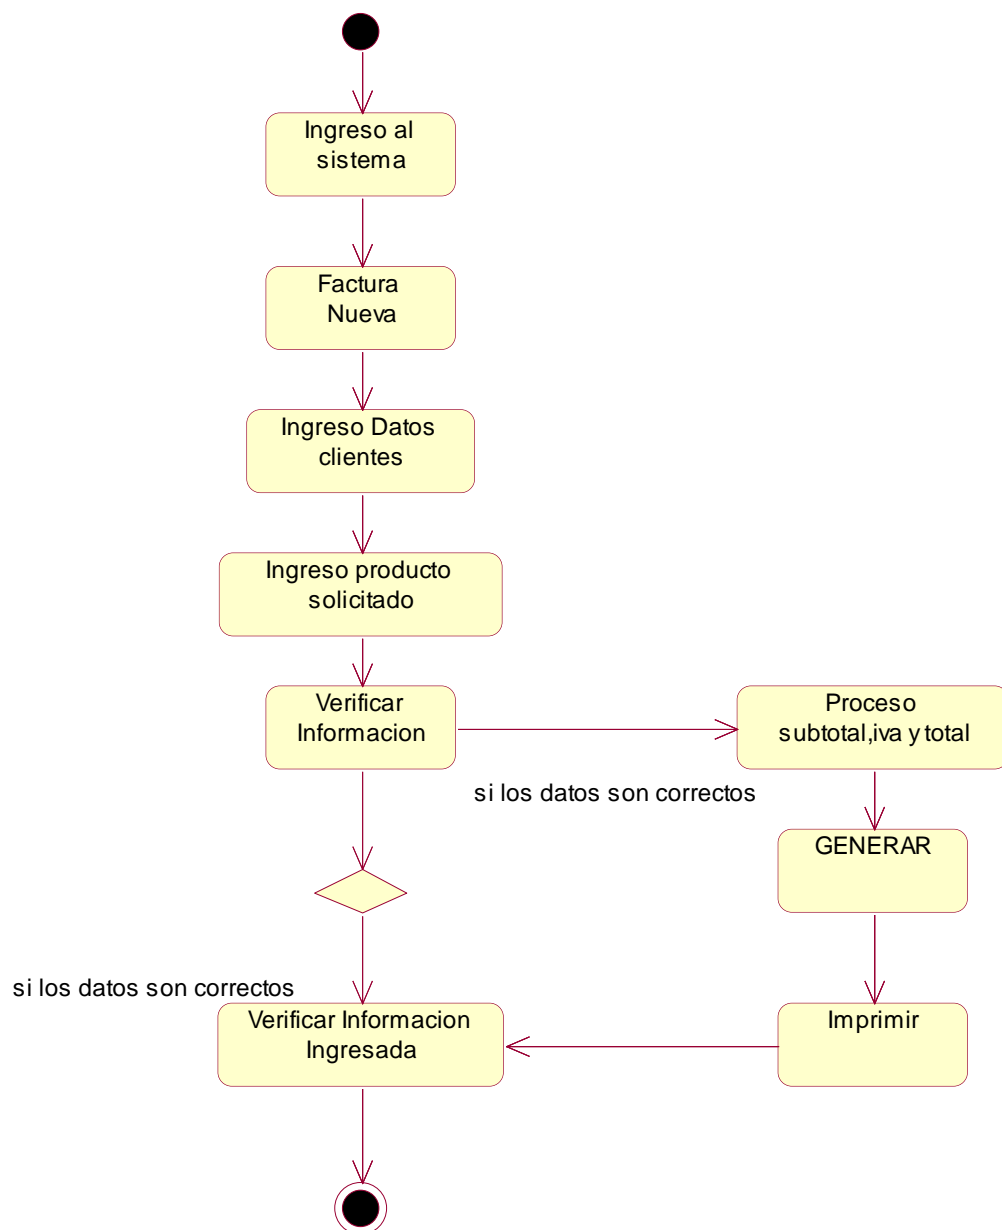 Ingreso al
sistema
Factura
Nueva
Ingreso Datos
clientes
Ingreso producto
solicitado
Verificar
Informacion
Proceso
subtotal,iva y total
si los datos son correctos
GENERAR
si los datos son correctos
Verificar Informacion
Ingresada
Imprimir